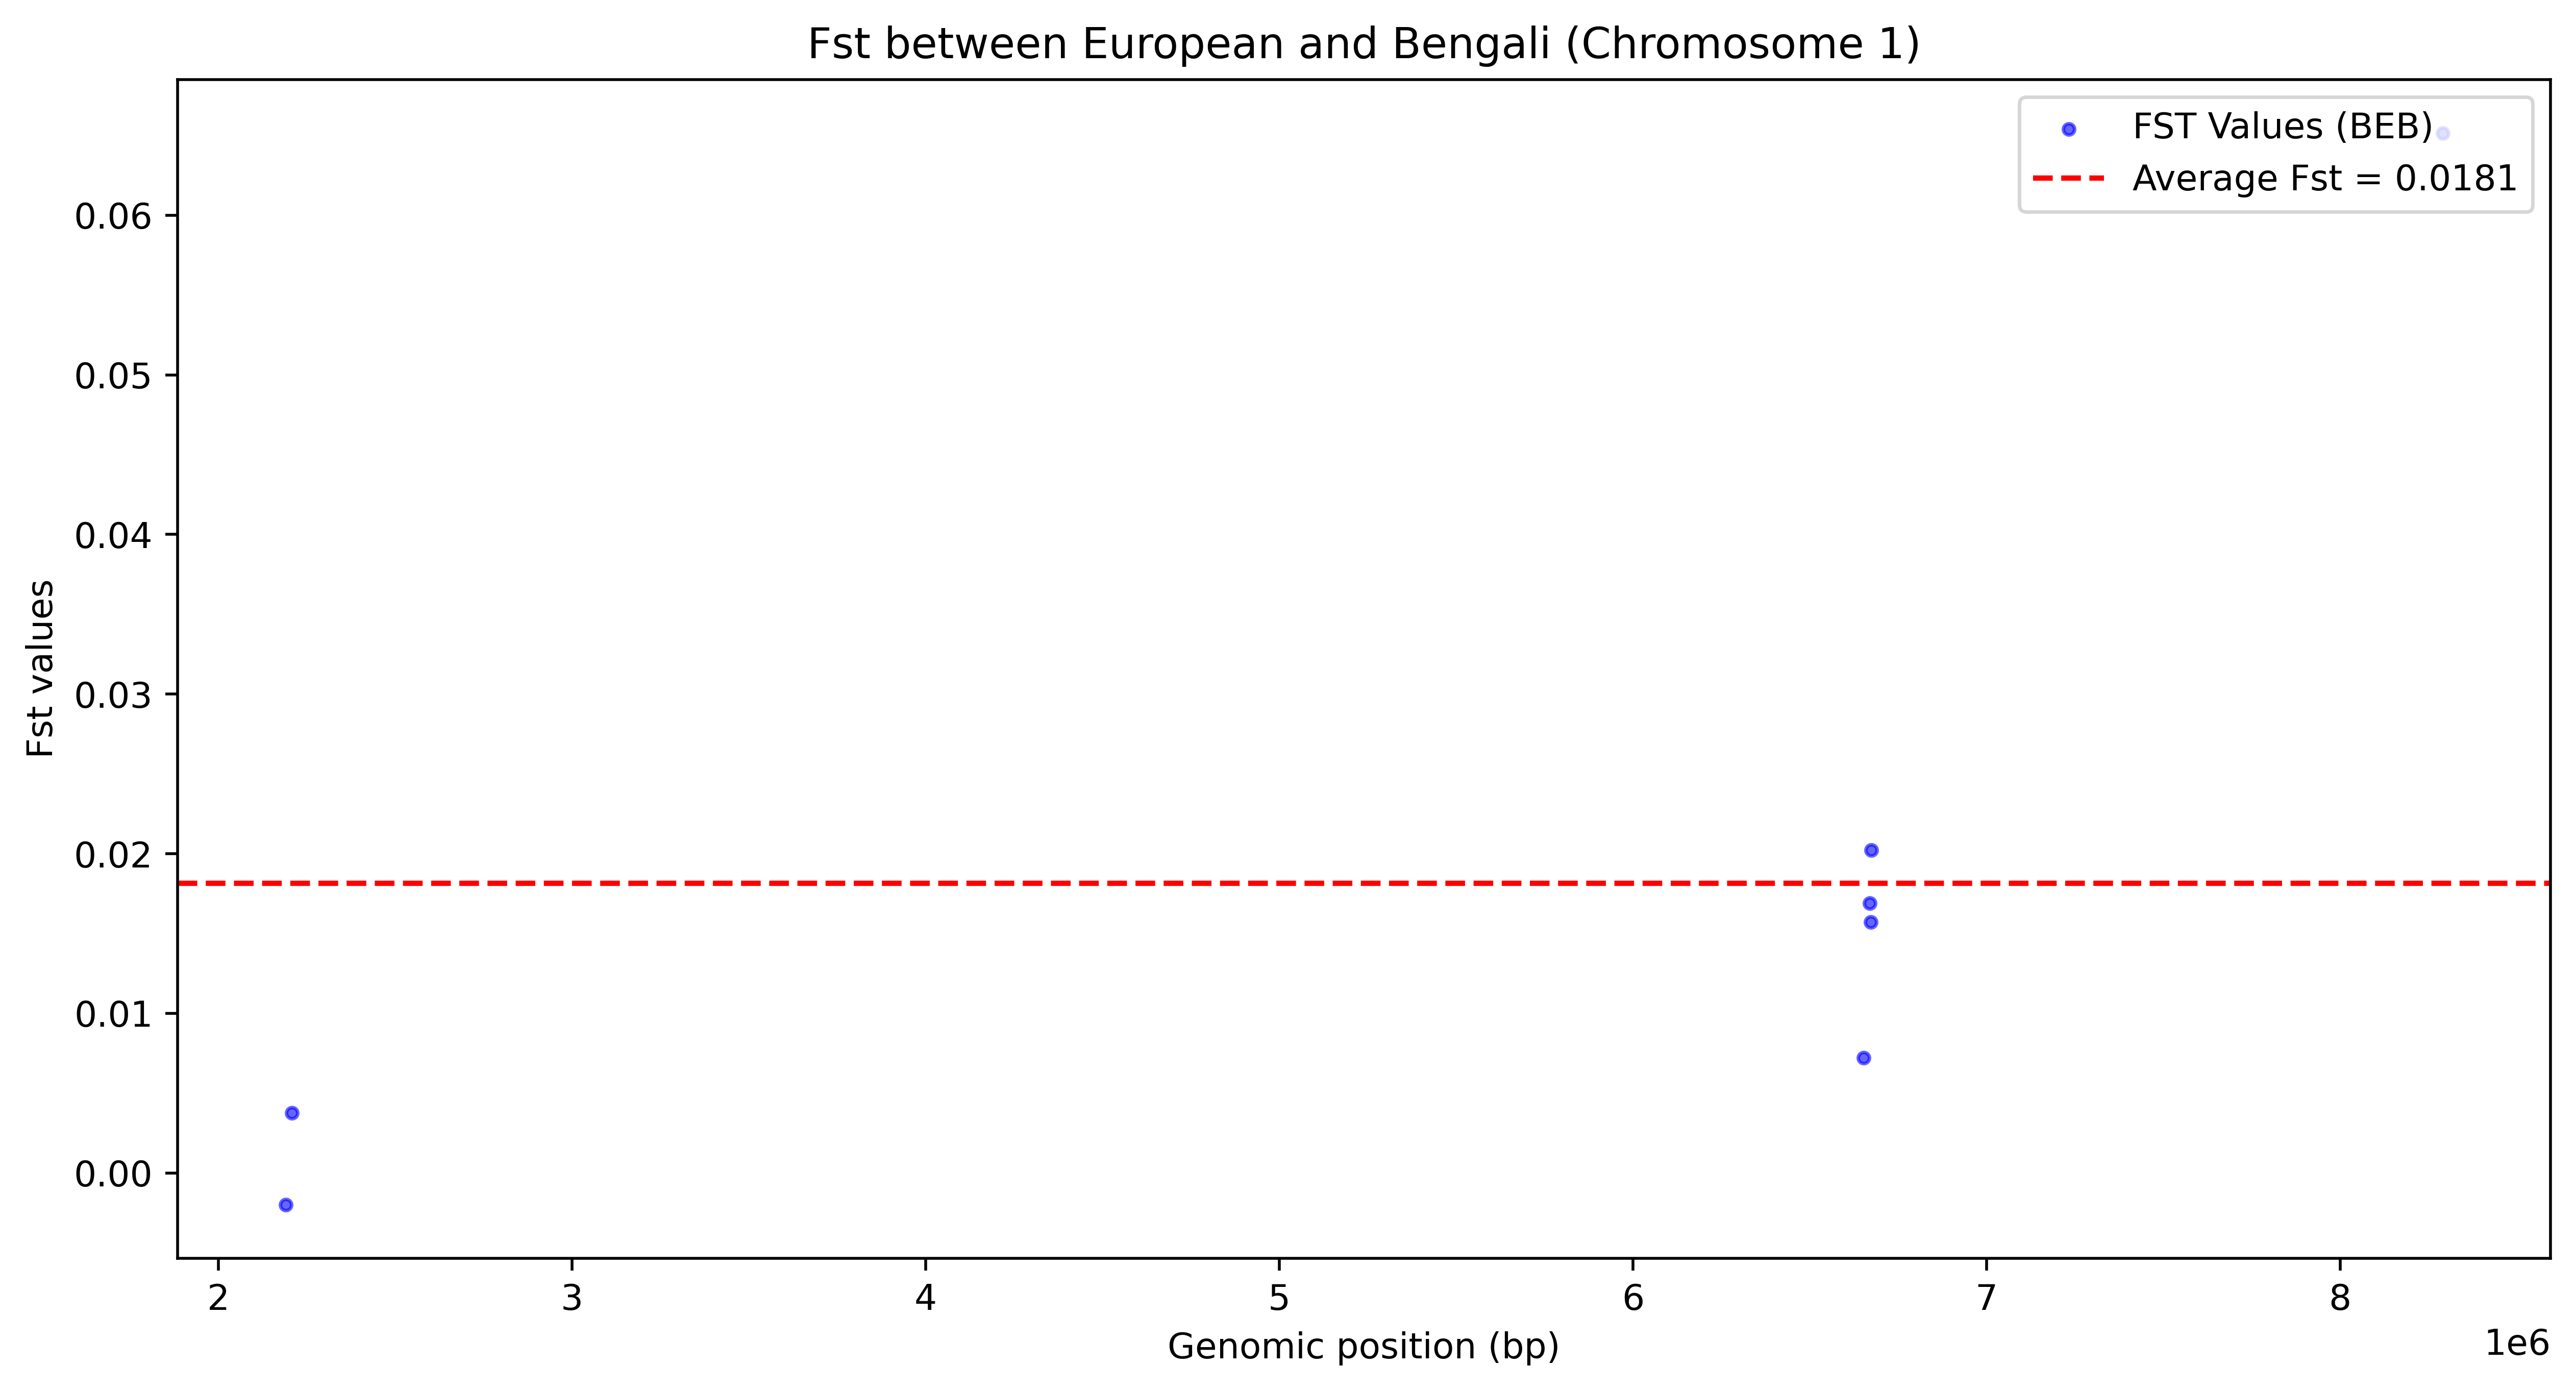 Fst between European and Bengali (Chromosome 1)
FST Values (BEB)
Average Fst = 0.0181
Fst values
0.06
0.05
0.04
0.03
0.02
0.01
0.00
2 3 4 5 6 7 8
1e6
Genomic position (bp)